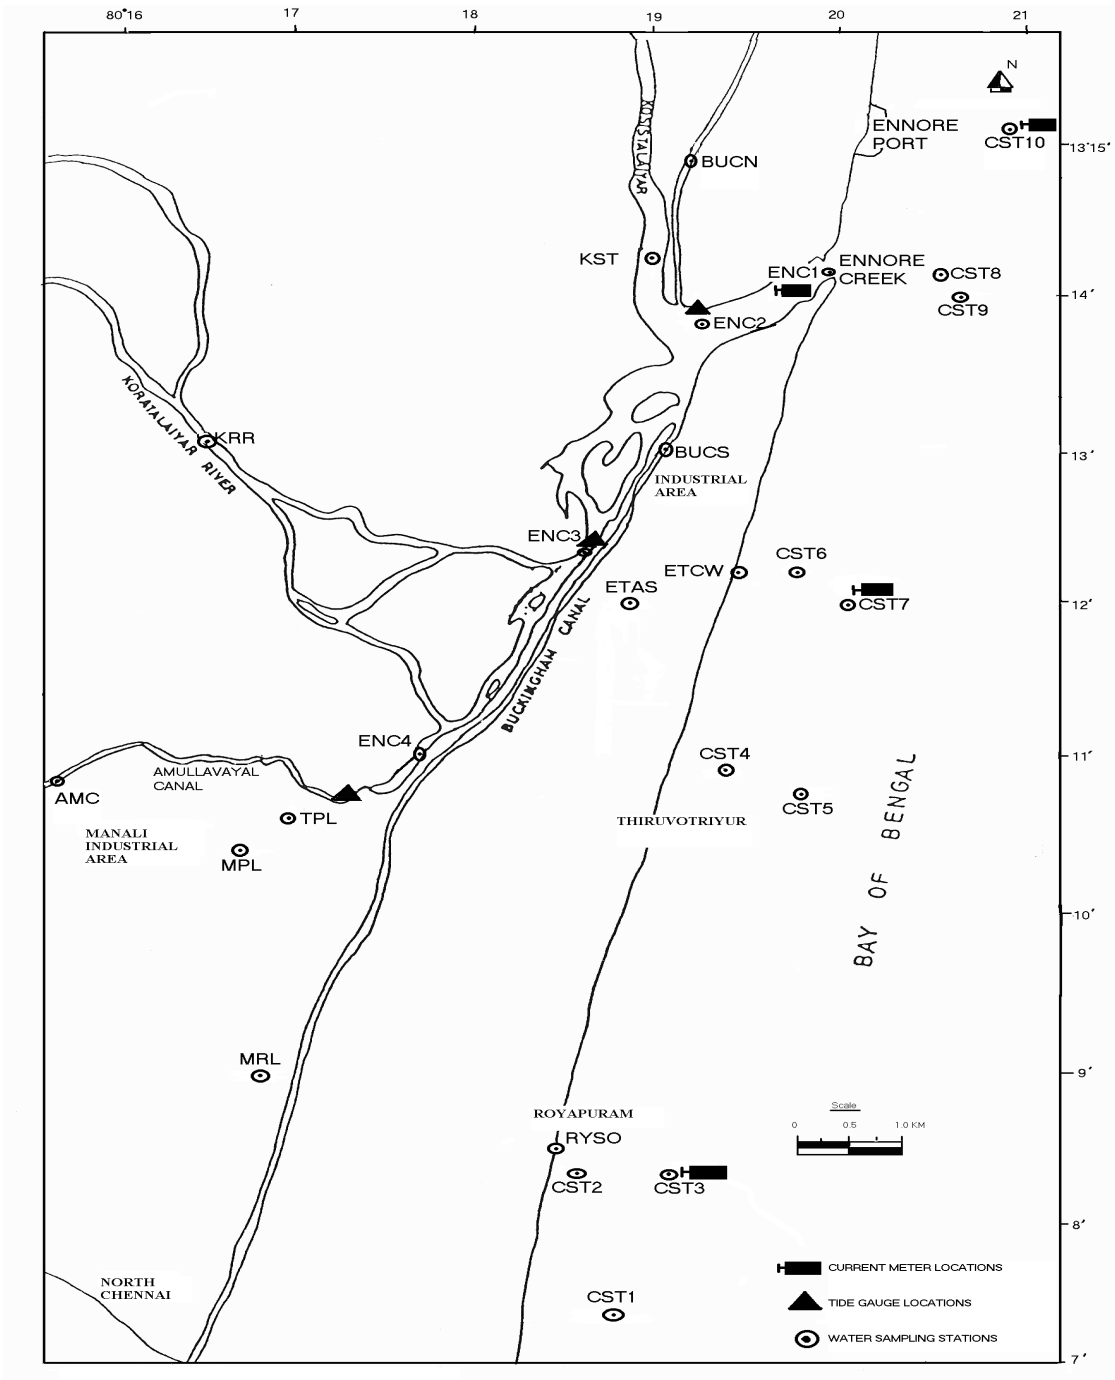 80°16
17
18
19
20
21
N
ENNORE
PORT
CST10
13°15'
KOSISTALAIYAR
BUCN
KST
ENC1
ENNORE
CREEK
CST8
CST9
14'
ENC2
KORATALAIYAR RIVER
KRR
BUCS
13'
INDUSTRIAL
AREA
ENC3
CST6
ETCW
ETAS
CST7
12'
BUCKINGHAM CANAL
ENC4
CST4
11'
AMULLAVAYAL
CANAL
AMC
CST5
TPL
THIRUVOTRIYUR
MANALI
INDUSTRIAL
AREA
MPL
BAY OF BENGAL
10'
MRL
9'
Scale
0 0.5 1.0 KM
ROYAPURAM
RYSO
CST2
CST3
8'
NORTH
CHENNAI
CST1
CURRENT METER LOCATIONS
TIDE GAUGE LOCATIONS
WATER SAMPLING STATIONS
7'